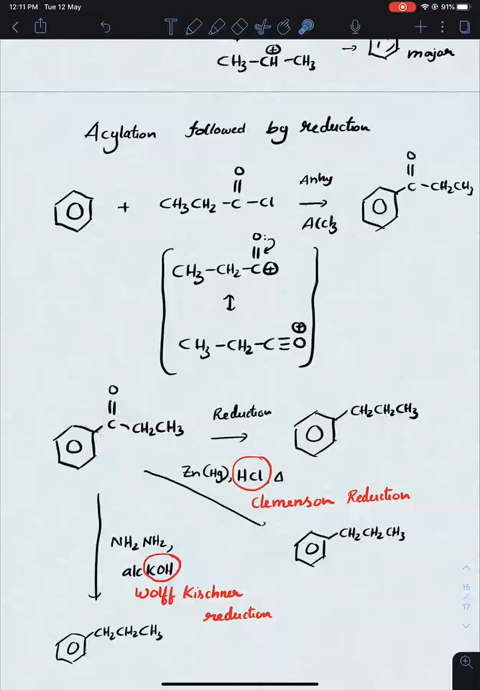 12:11 PM Tue 12 May
91%
CH₃-CH-CH₃ → major
⊕
Acylation followed by reduction
O
O
+ CH₃CH₂-C-Cl Anhy → C-CH₂CH₃
AlCl₃
O:
CH₃-CH₂-C⊕
↕
⊕
CH₃-CH₂-C≡O
O
C-CH₂CH₃ Reduction → CH₂CH₂CH₃
Zn(Hg), HCl Δ
Clemenson Reduction
CH₂CH₂CH₃
NH₂NH₂,
alc KOH
Wolff Kischner
reduction
CH₂CH₂CH₃
15
17